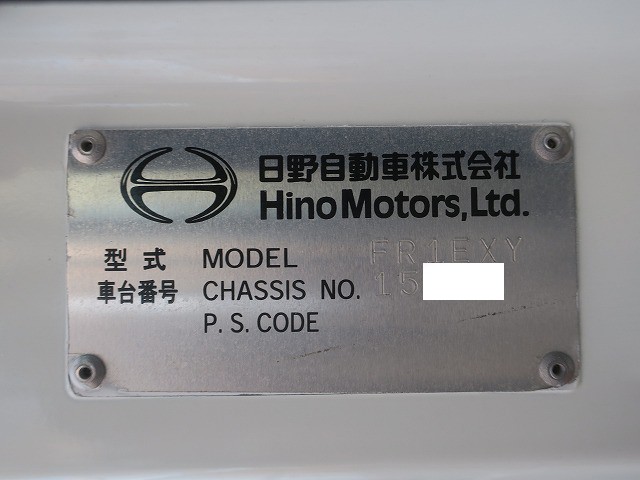 日野自動車株式会社
Hino Motors, Ltd.
型式 MODEL FR1EXY
車台番号 CHASSIS NO. 15
P.S. CODE